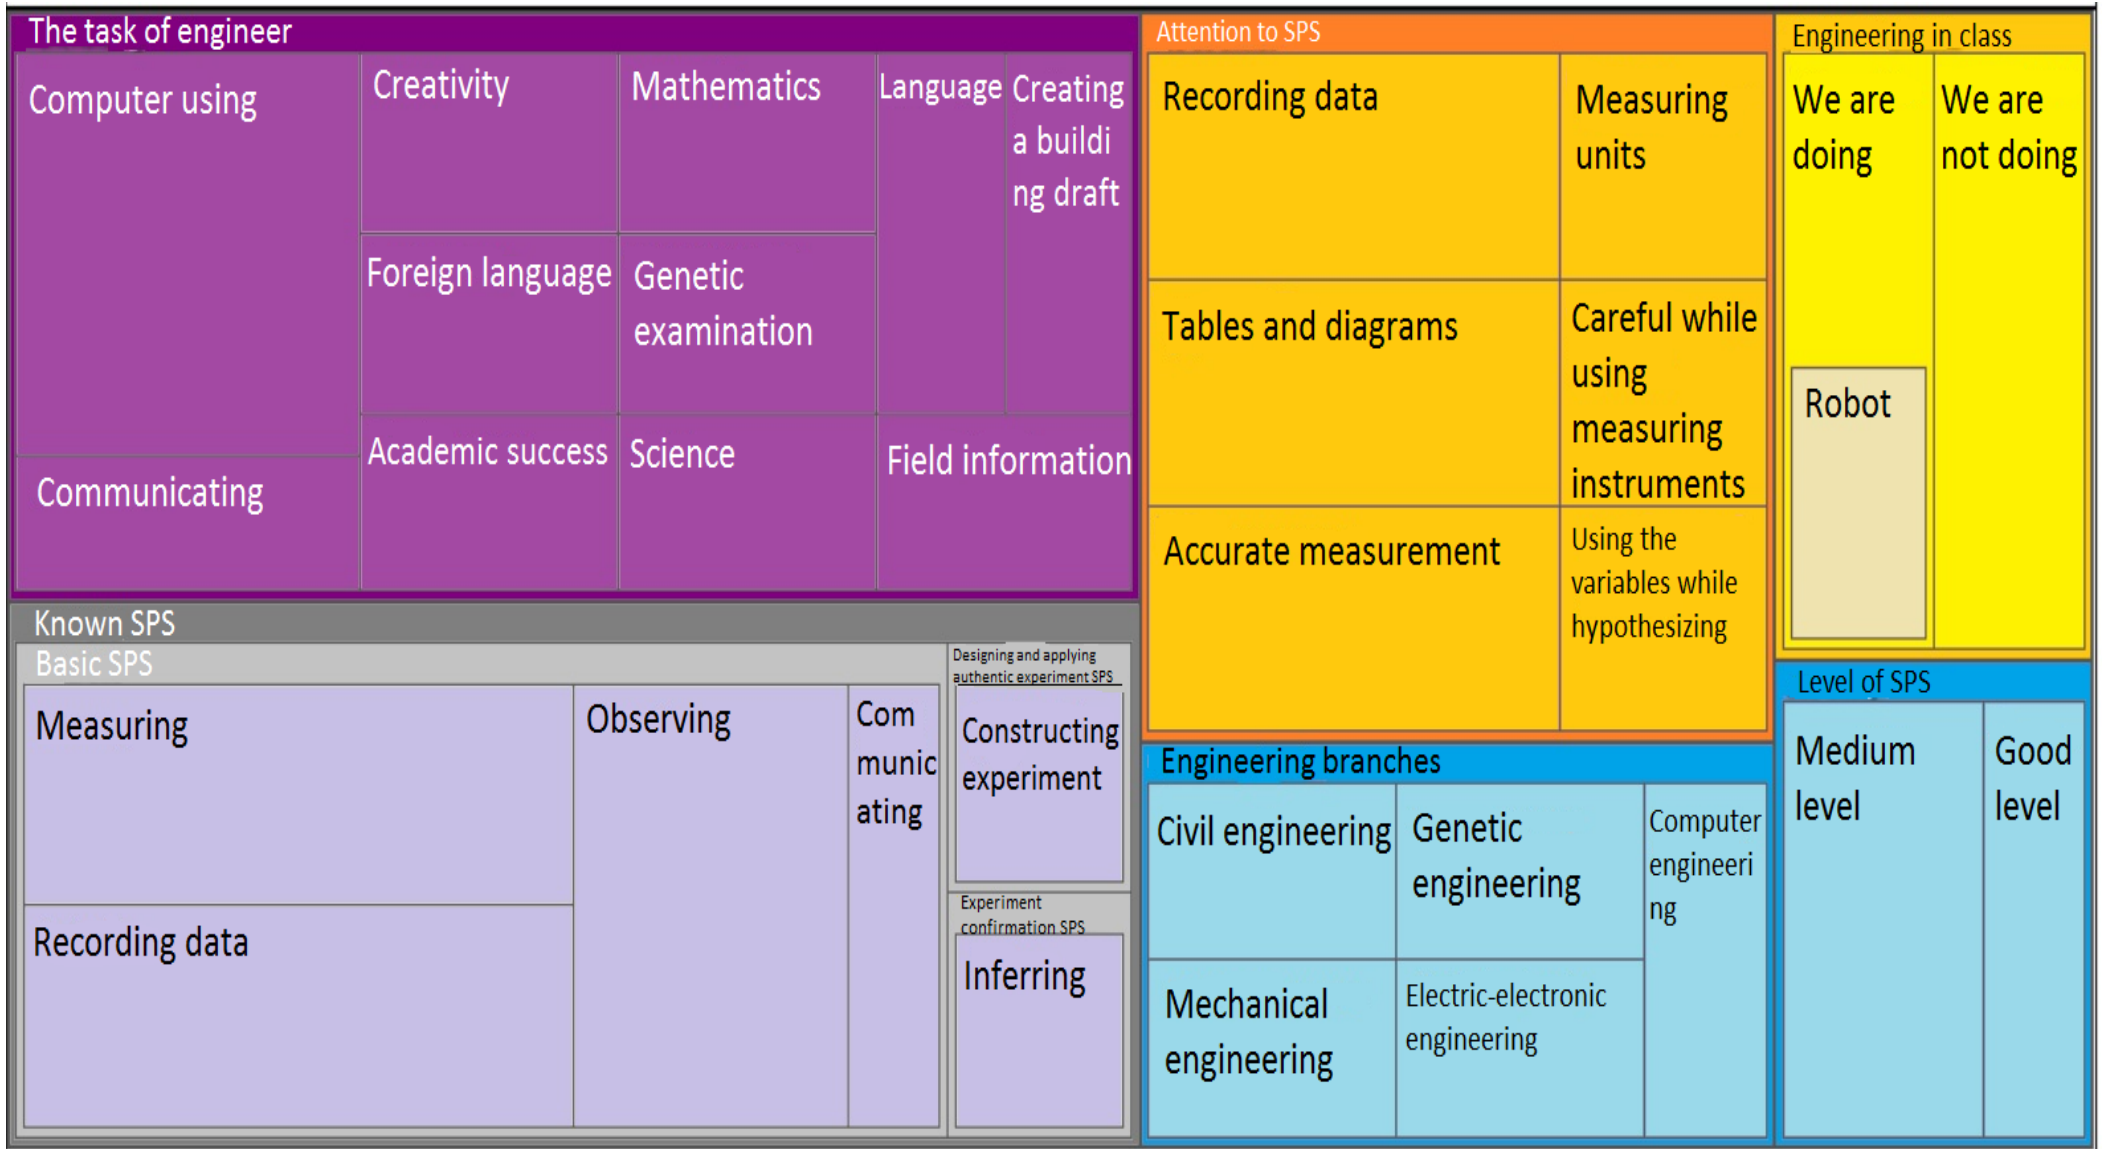 The task of engineer
Computer using
Communicating
Creativity
Foreign language
Academic success
Mathematics
Genetic
examination
Science
Language
Creating
a buildi
ng draft
Field information
Known SPS
Basic SPS
Measuring
Recording data
Observing
Com
munic
ating
Designing and applying
authentic experiment SPS
Constructing
experiment
Experiment
confirmation SPS
Inferring
Attention to SPS
Recording data
Tables and diagrams
Accurate measurement
Measuring
units
Careful while
using
measuring
instruments
Using the
variables while
hypothesizing
Engineering branches
Civil engineering
Mechanical
engineering
Genetic
engineering
Electric-electronic
engineering
Computer
engineeri
ng
Engineering in class
We are
doing
Robot
We are
not doing
Level of SPS
Medium
level
Good
level